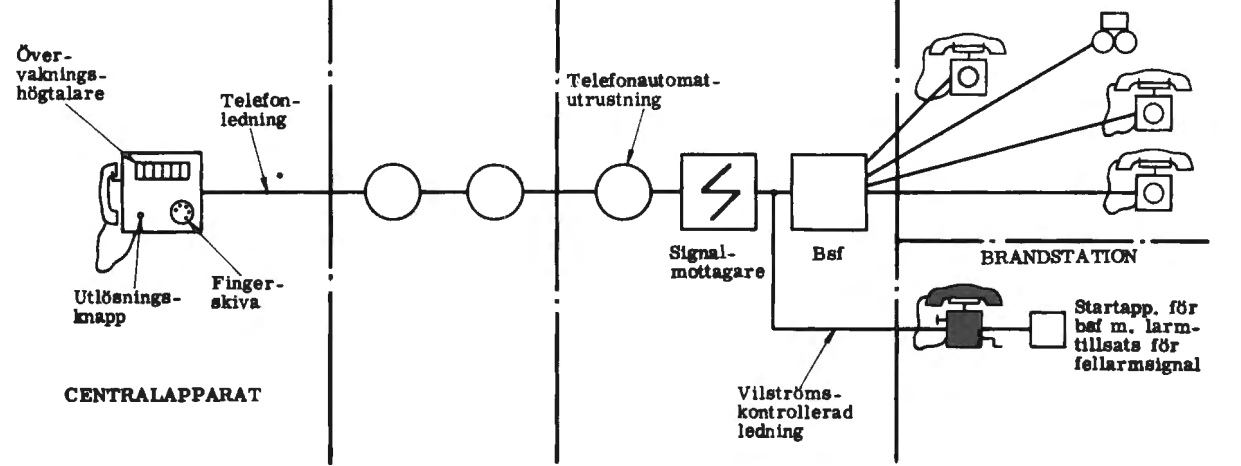 Över-
vaknings-
högtalare
Telefon-
ledning
Utlösnings-
knapp
Finger-
skiva
CENTRALAPPARAT
Telefonautomat-
utrustning
Signal-
mottagare
Bsf
Vilströms-
kontrollerad
ledning
BRANDSTATION
Startapp. för
bsf m. larm-
tillsats för
fellarmsignal